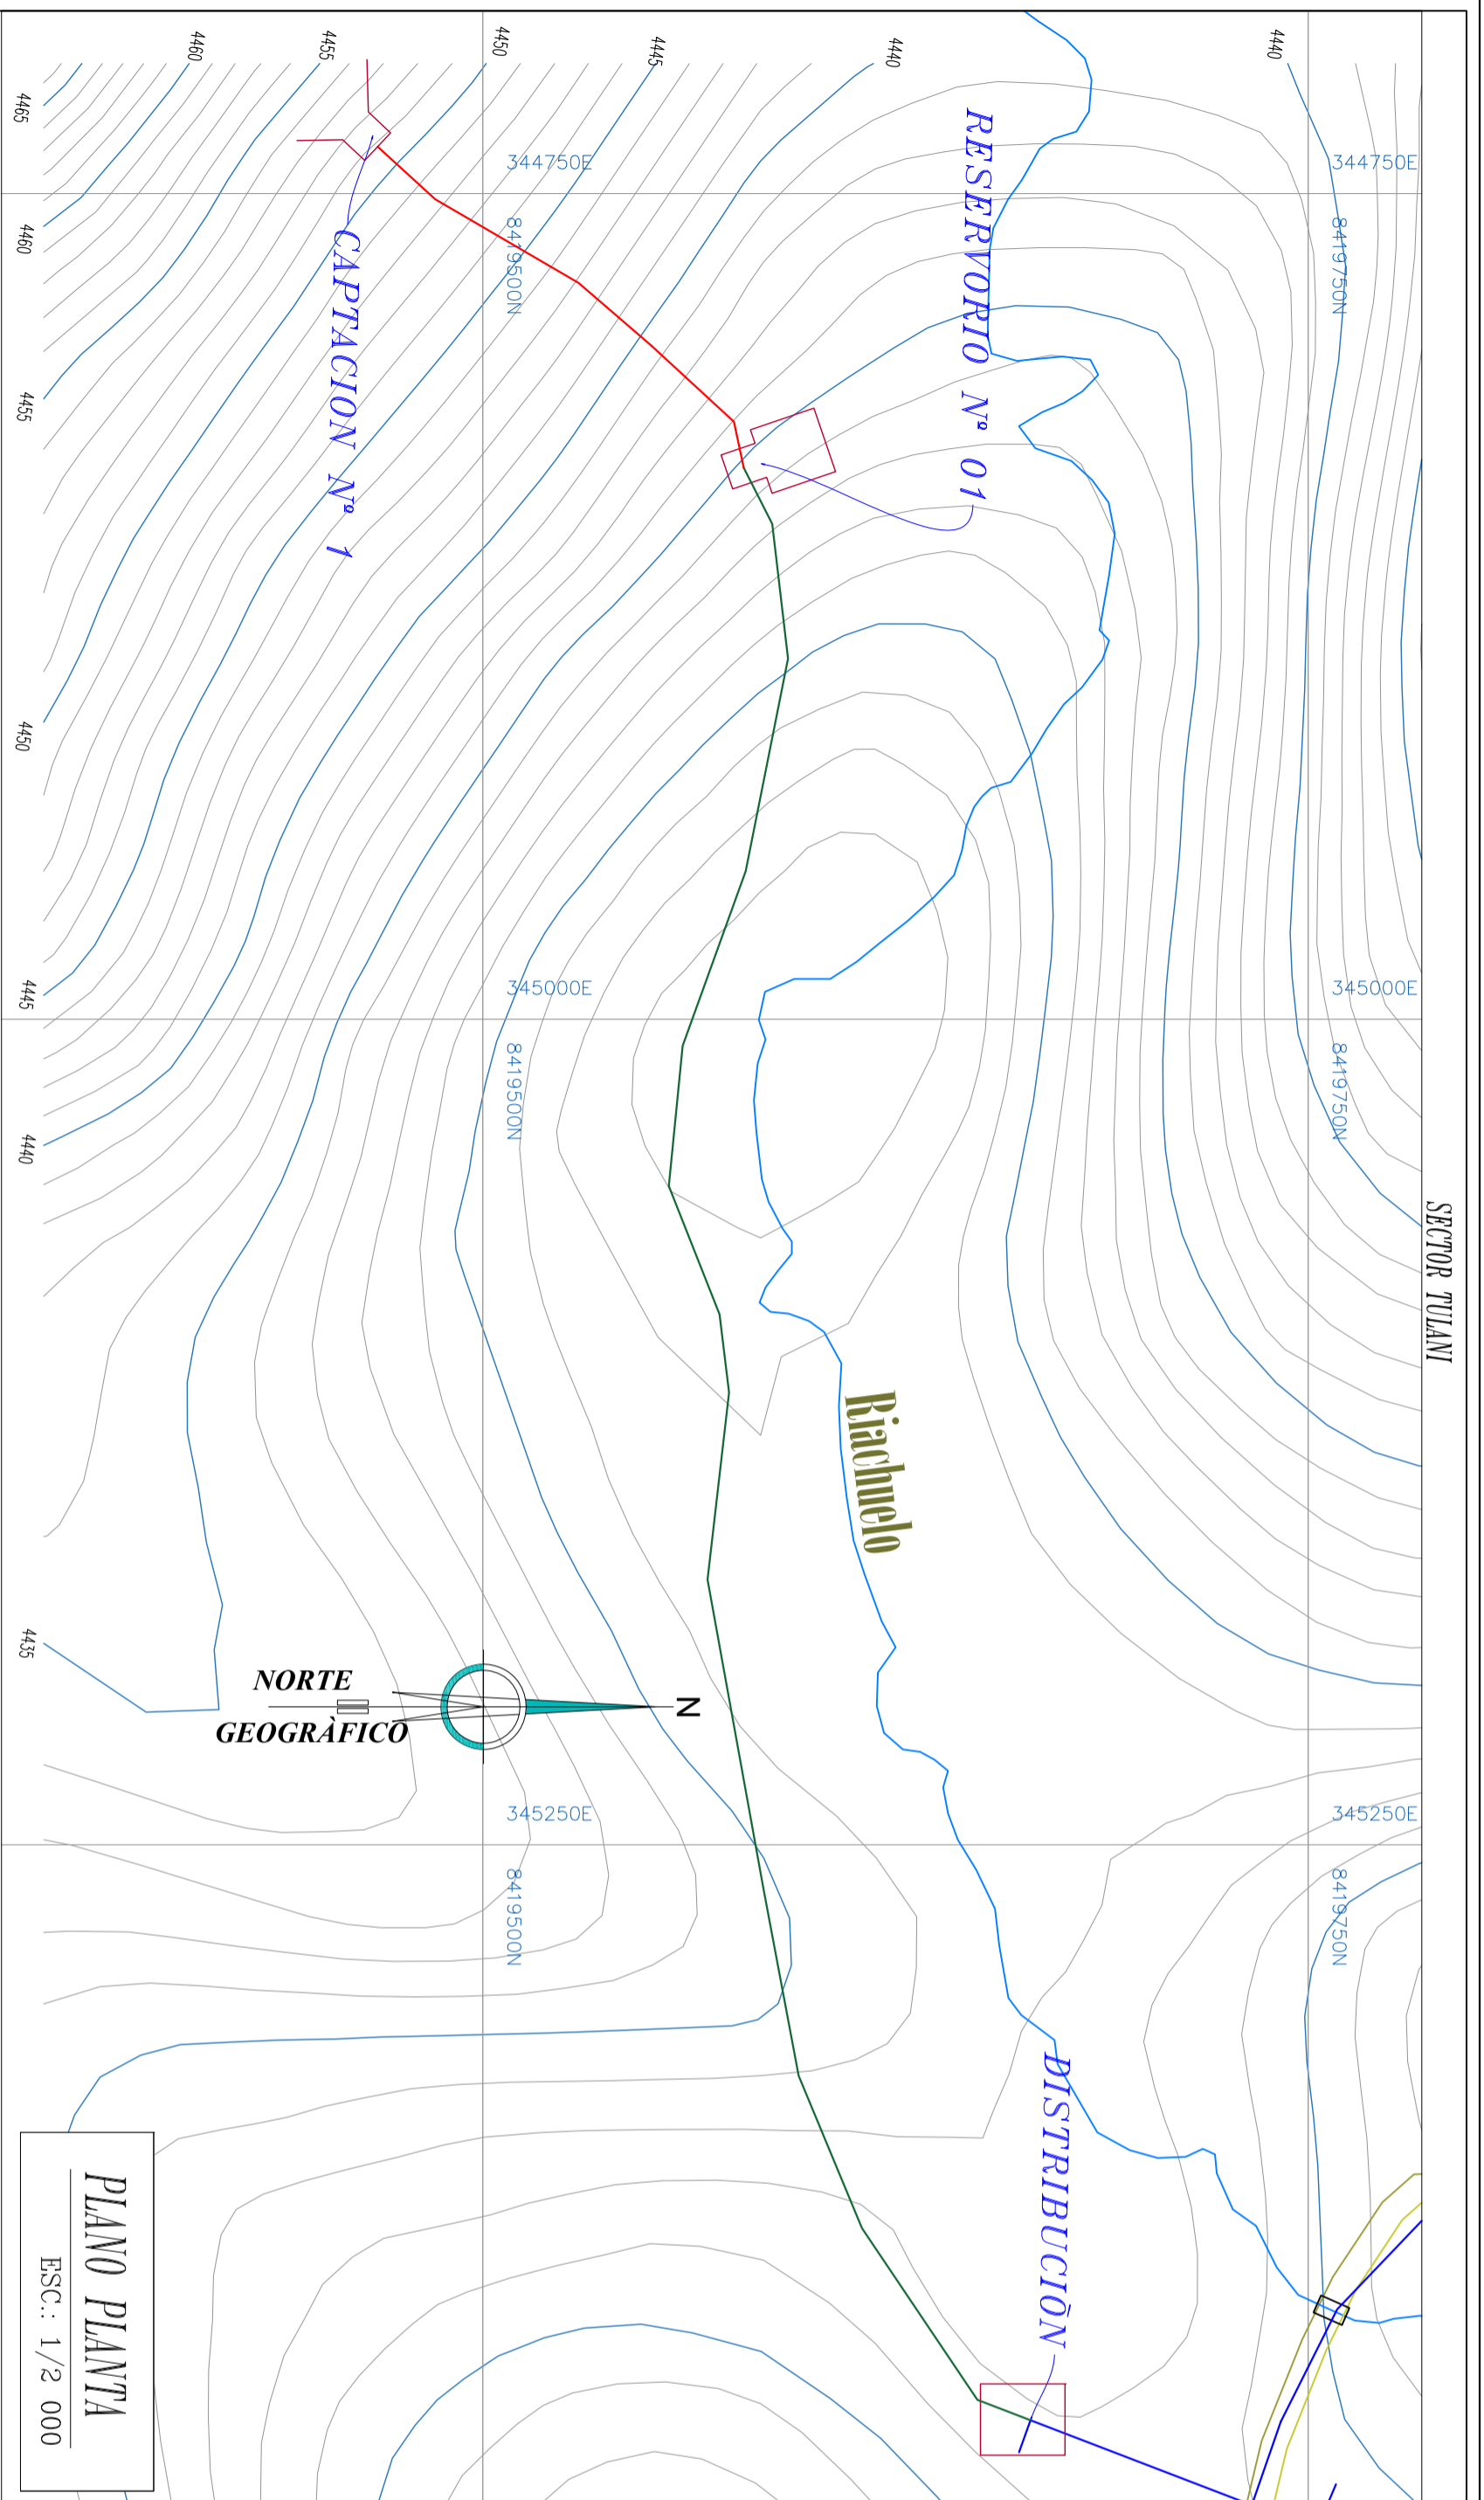 4465
4460
4455
4450
4445
4440
4440
344750E
344750E
8419500N
8419750N
RESERVORIO Nº 01
CAPTACION Nº 1
4460
4455
4450
4445
4440
4435
345000E
345000E
8419500N
8419750N
SECTOR TULANI
Riachuelo
NORTE
GEOGRÀFICO
N
345250E
345250E
8419500N
8419750N
DISTRIBUCIÕN
PLANO PLANTA
ESC.: 1/2 000